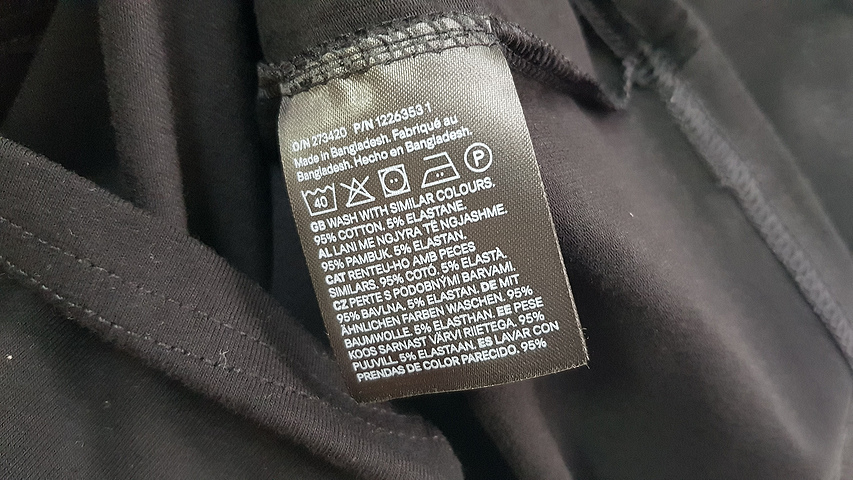 O/N 273420 P/N 1226353 1
Made in Bangladesh. Fabriqué au
Bangladesh. Hecho en Bangladesh.
40 P
GB WASH WITH SIMILAR COLOURS.
95% COTTON. 5% ELASTANE.
AL LANI ME NGJYRA TË NGJASHME.
95% PAMBUK. 5% ELASTAN.
CAT RENTEU-HO AMB PECES
SIMILARS. 95% COTÓ. 5% ELASTÀ.
CZ PERTE S PODOBNÝMI BARVAMI.
95% BAVLNA. 5% ELASTAN. DE MIT
ÄHNLICHEN FARBEN WASCHEN. 95%
BAUMWOLLE. 5% ELASTHAN. EE PESE
KOOS SARNAST VÄRVI RIIETEGA. 95%
PUUVILL. 5% ELASTAAN. ES LAVAR CON
PRENDAS DE COLOR PARECIDO. 95%